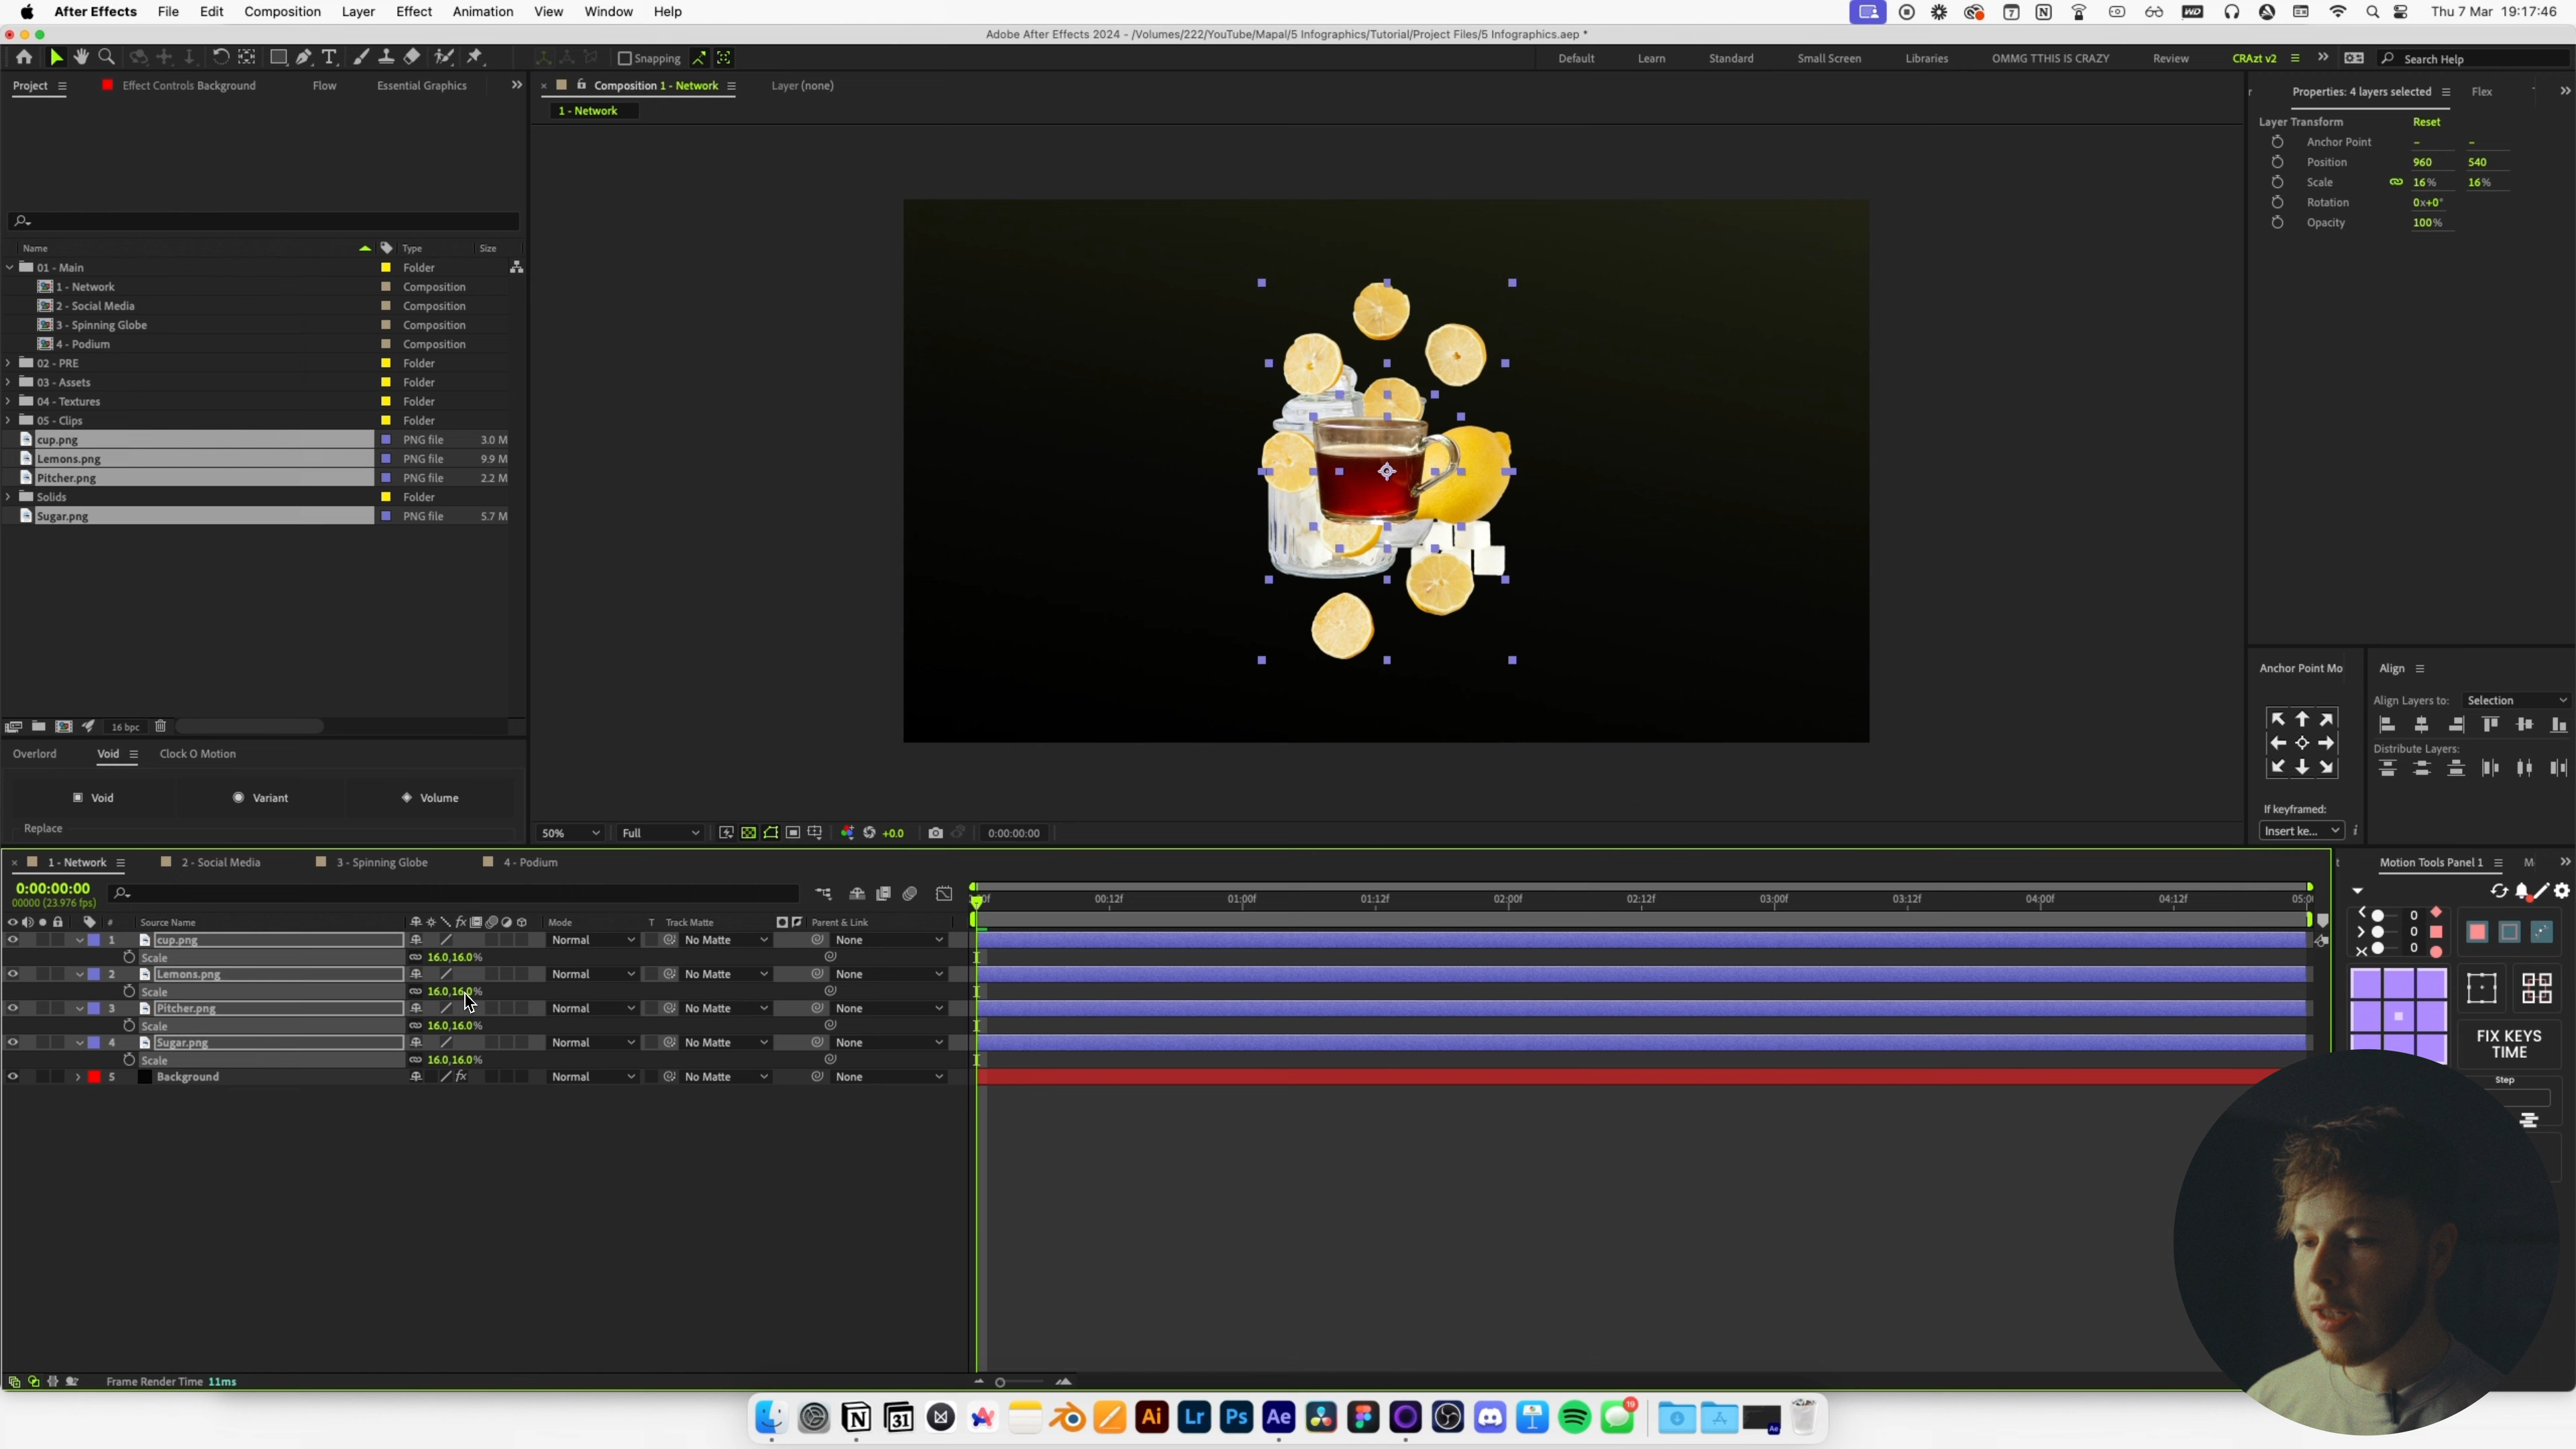 After Effects File Edit Composition Layer Effect Animation View Window Help
Thu 7 Mar 19:17:46
Adobe After Effects 2024 - /Volumes/222/YouTube/Mapal/5 Infographics/Tutorial/Project Files/5 Infographics.aep *
Snapping
Default Learn Standard Small Screen Libraries OMMG TTHIS IS CRAZY Review CRAzt v2
Search Help
Project Effect Controls Background Flow Essential Graphics
Composition 1 - Network Layer (none)
1 - Network
Properties: 4 layers selected Flex
Layer Transform Reset
Anchor Point - -
Position 960 540
Scale 16% 16%
Rotation 0x+0°
Opacity 100%
Name Type Size
01 - Main Folder
1 - Network Composition
2 - Social Media Composition
3 - Spinning Globe Composition
4 - Podium Composition
02 - PRE Folder
03 - Assets Folder
04 - Textures Folder
05 - Clips Folder
cup.png PNG file 3.0 M
Lemons.png PNG file 9.9 M
Pitcher.png PNG file 2.2 M
Solids Folder
Sugar.png PNG file 5.7 M
16 bpc
Overlord Void Clock O Motion
Void Variant Volume
Replace
50% Full +0.0 0:00:00:00
Anchor Point Mo
If keyframed:
Insert ke...
Align
Align Layers to: Selection
Distribute Layers:
1 - Network 2 - Social Media 3 - Spinning Globe 4 - Podium
0:00:00:00
00000 (23.976 fps)
# Source Name Mode T Track Matte Parent & Link
00:12f 01:00f 01:12f 02:00f 02:12f 03:00f 03:12f 04:00f 04:12f
1 cup.png Normal No Matte None
Scale 16.0,16.0%
2 Lemons.png Normal No Matte None
Scale 16.0,16.0%
3 Pitcher.png Normal No Matte None
Scale 16.0,16.0%
4 Sugar.png Normal No Matte None
Scale 16.0,16.0%
5 Background Normal No Matte None
Motion Tools Panel 1 M
0
0
0
FIX KEYS
TIME
Step
Frame Render Time 11ms
31 Ai Lr Ps Ae 19